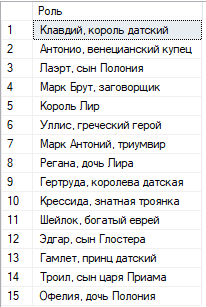 Роль
1 Клавдий, король датский
2 Антонио, венецианский купец
3 Лаэрт, сын Полония
4 Марк Брут, заговорщик
5 Король Лир
6 Уллис, греческий герой
7 Марк Антоний, триумвир
8 Регана, дочь Лира
9 Гертруда, королева датская
10 Крессида, знатная троянка
11 Шейлок, богатый еврей
12 Эдгар, сын Глостера
13 Гамлет, принц датский
14 Троил, сын царя Приама
15 Офелия, дочь Полония